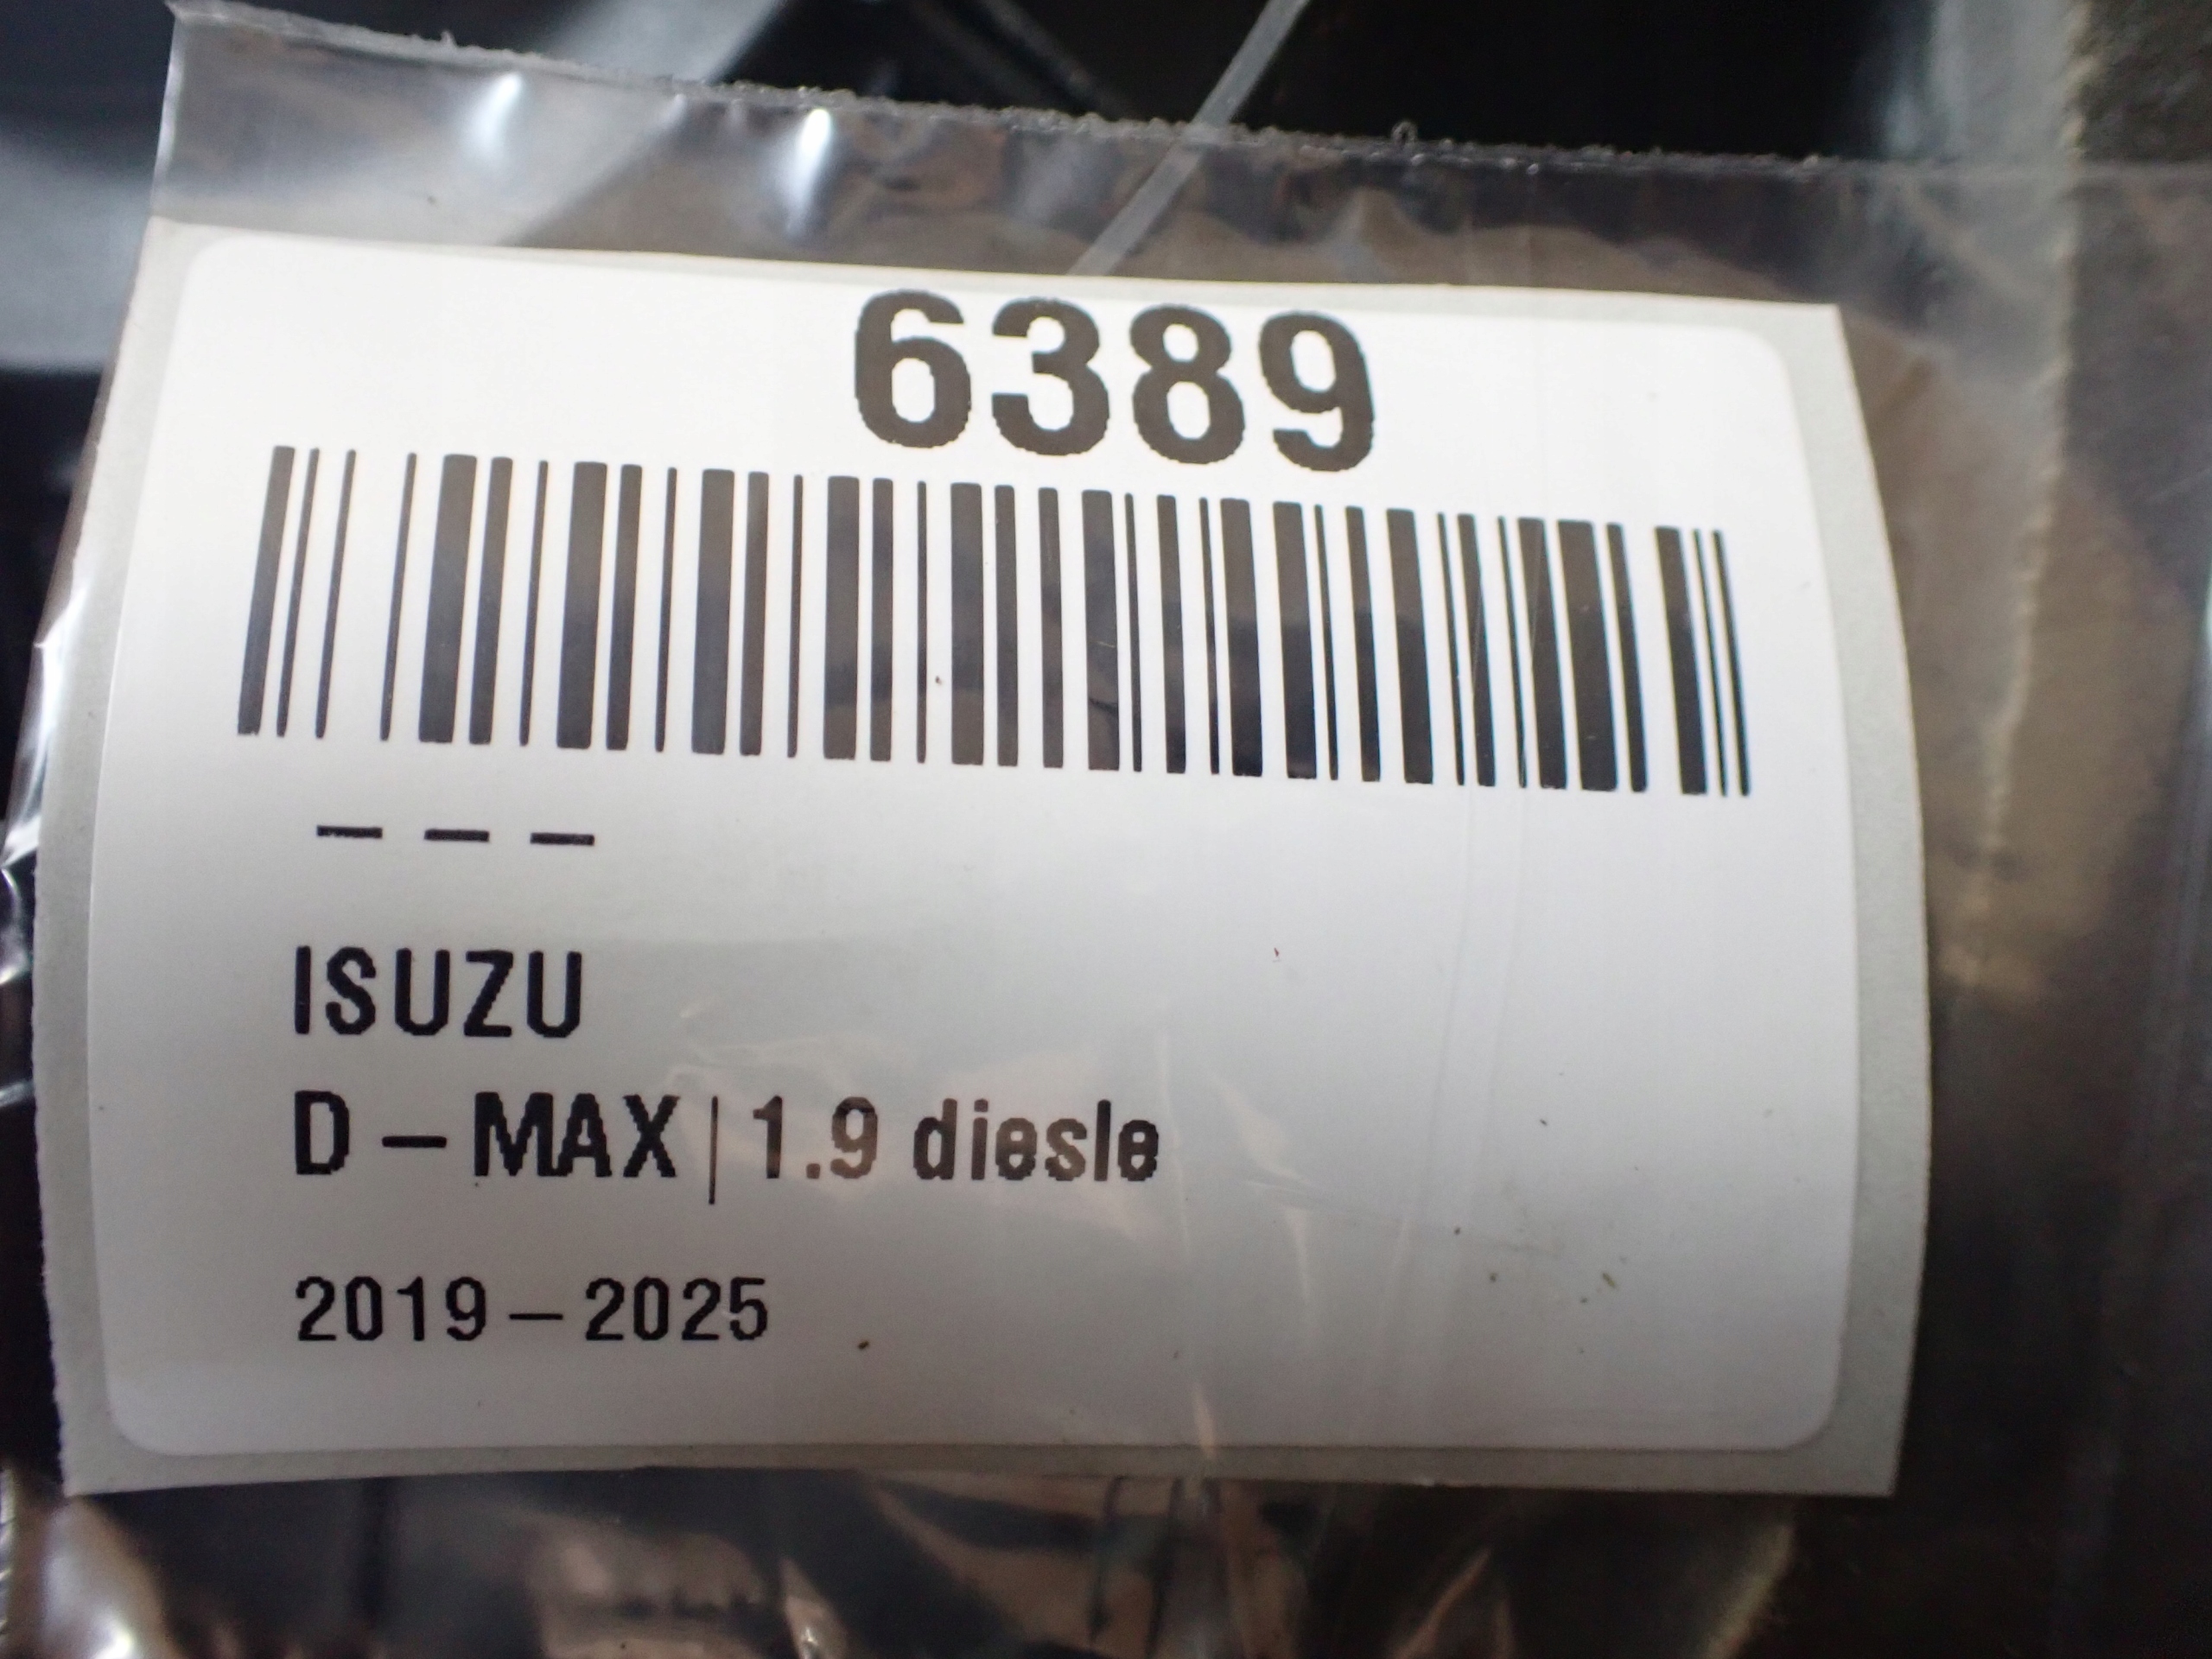 6389
– – –
ISUZU
D – MAX | 1.9 diesle
2019 – 2025